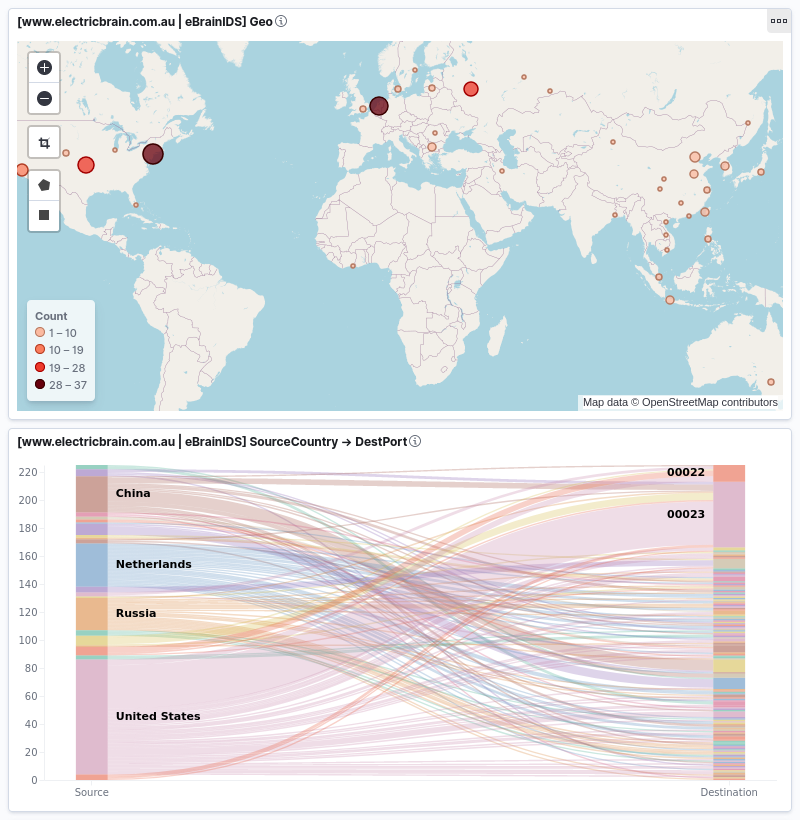 [www.electricbrain.com.au | eBrainIDS] Geo
Count
1 – 10
10 – 19
19 – 28
28 – 37
Map data © OpenStreetMap contributors
[www.electricbrain.com.au | eBrainIDS] SourceCountry → DestPort
220
200
180
160
140
120
100
80
60
40
20
0
China
Netherlands
Russia
United States
00022
00023
Source
Destination